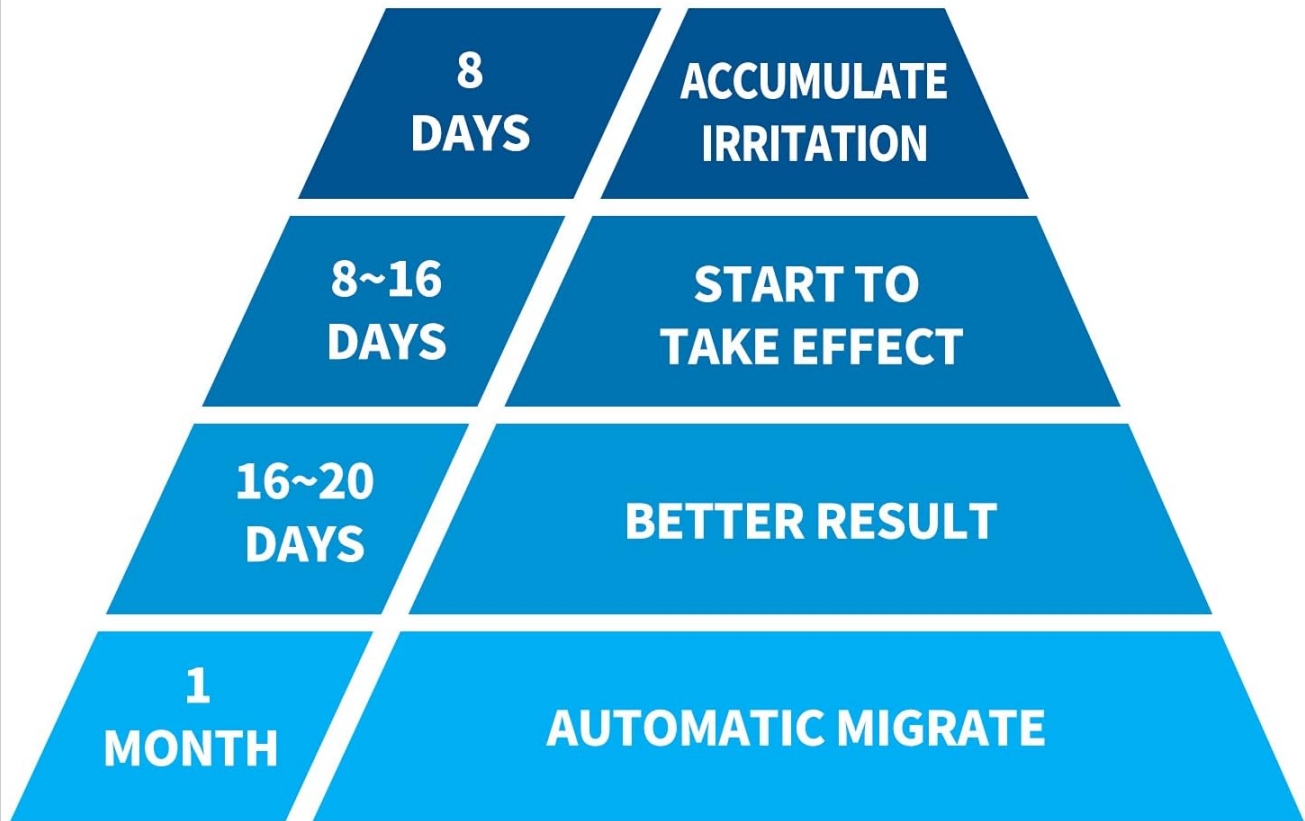 8
DAYS
ACCUMULATE
IRRITATION
8~16
DAYS
START TO
TAKE EFFECT
16~20
DAYS
BETTER RESULT
1
MONTH
AUTOMATIC MIGRATE